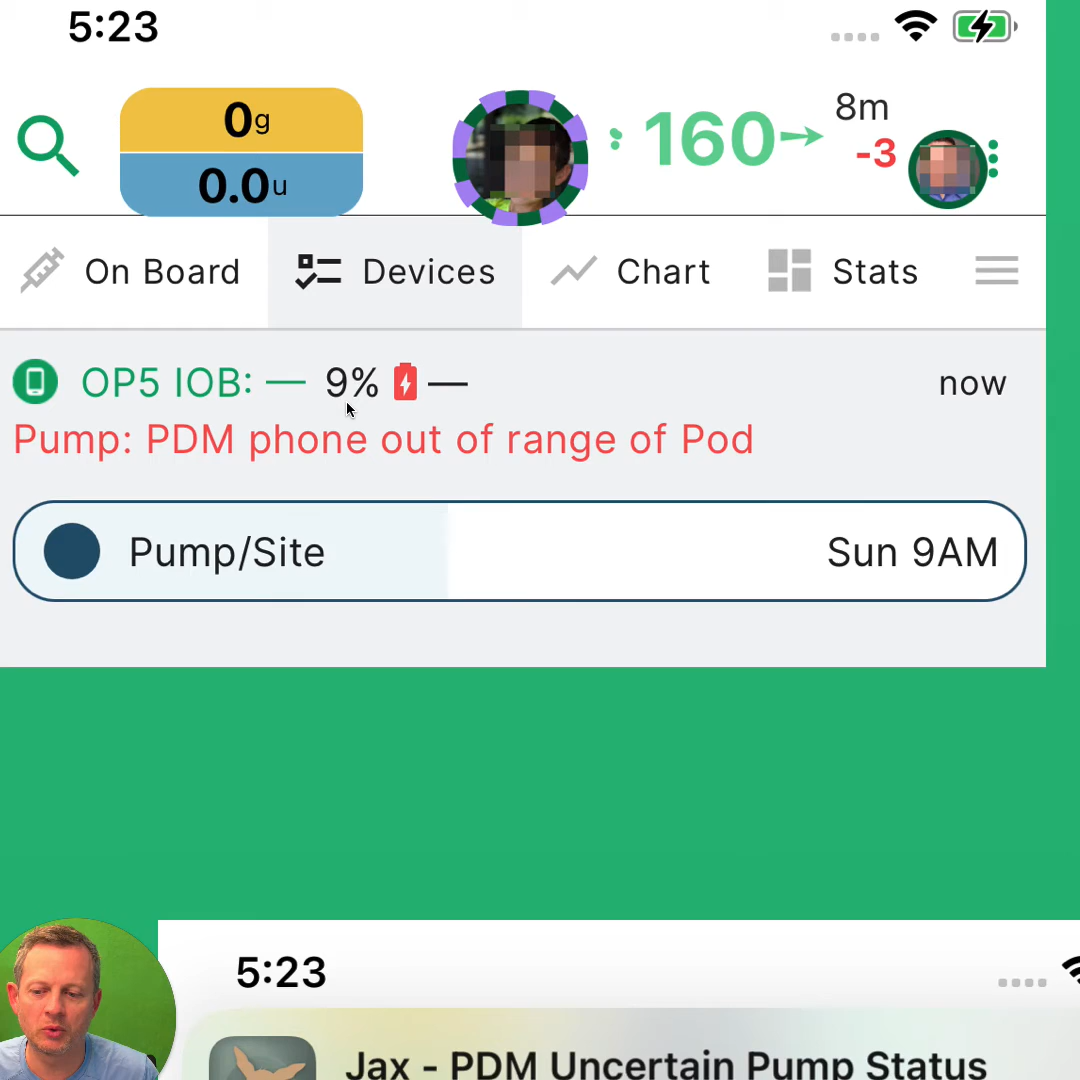 5:23
0g
0.0u
160
8m
-3
On Board
Devices
Chart
Stats
OP5 IOB: — 9% —
now
Pump: PDM phone out of range of Pod
Pump/Site
Sun 9AM
5:23
Jax - PDM Uncertain Pump Status